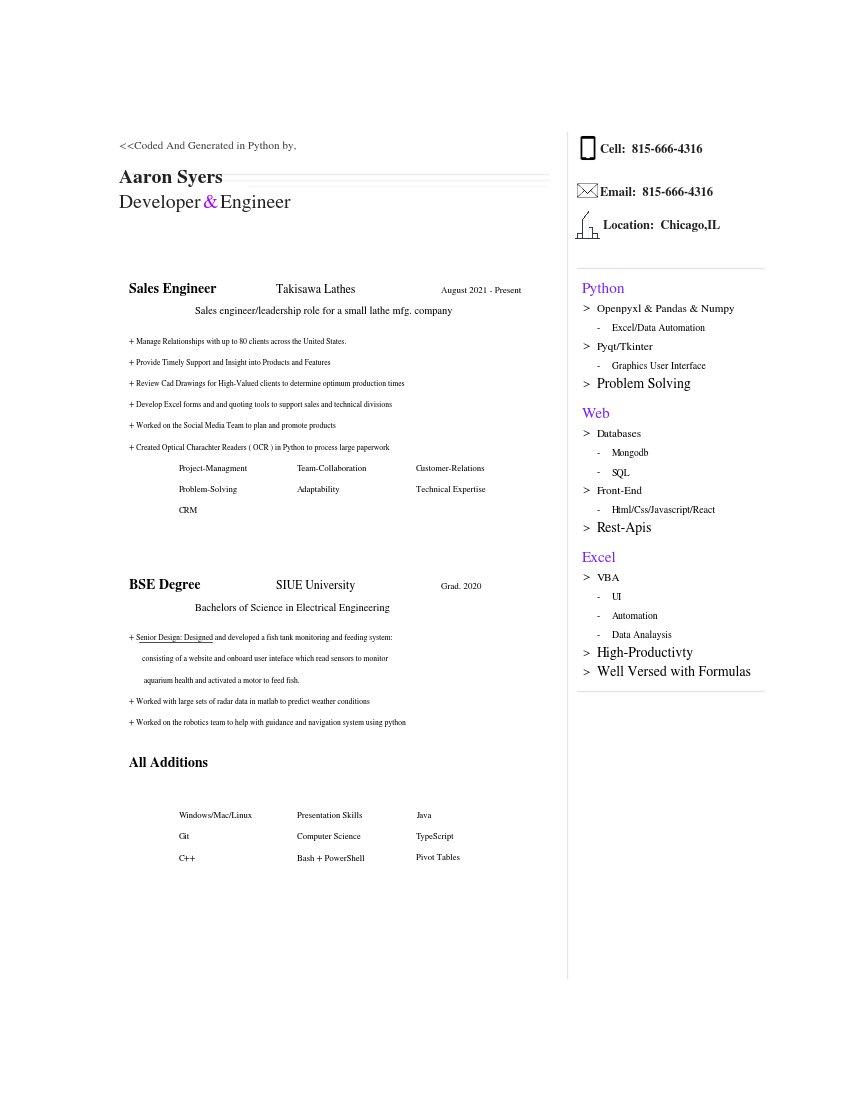 <<Coded And Generated in Python by,
Aaron Syers
Developer & Engineer
Sales Engineer Takisawa Lathes August 2021 - Present
Sales engineer/leadership role for a small lathe mfg. company
+ Manage Relationships with up to 80 clients across the United States.
+ Provide Timely Support and Insight into Products and Features
+ Review Cad Drawings for High-Valued clients to determine optimum production times
+ Develop Excel forms and and quoting tools to support sales and technical divisions
+ Worked on the Social Media Team to plan and promote products
+ Created Optical Charachter Readers ( OCR ) in Python to process large paperwork
Project-Managment Team-Collaboration Customer-Relations
Problem-Solving Adaptability Technical Expertise
CRM
BSE Degree SIUE University Grad. 2020
Bachelors of Science in Electrical Engineering
+ Senior Design: Designed and developed a fish tank monitoring and feeding system:
consisting of a website and onboard user inteface which read sensors to monitor
aquarium health and activated a motor to feed fish.
+ Worked with large sets of radar data in matlab to predict weather conditions
+ Worked on the robotics team to help with guidance and navigation system using python
All Additions
Windows/Mac/Linux Presentation Skills Java
Git Computer Science TypeScript
C++ Bash + PowerShell Pivot Tables
Cell: 815-666-4316
Email: 815-666-4316
Location: Chicago,IL
Python
> Openpyxl & Pandas & Numpy
- Excel/Data Automation
> Pyqt/Tkinter
- Graphics User Interface
> Problem Solving
Web
> Databases
- Mongodb
- SQL
> Front-End
- Html/Css/Javascript/React
> Rest-Apis
Excel
> VBA
- UI
- Automation
- Data Analaysis
> High-Productivty
> Well Versed with Formulas